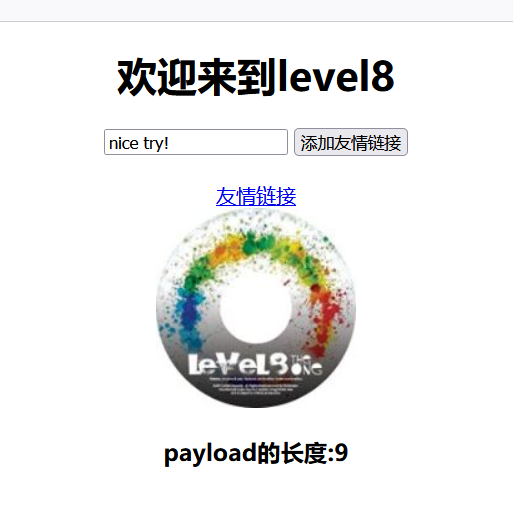 欢迎来到level8
nice try!
添加友情链接
友情链接
LeVeL8 THE ONE
payload的长度:9